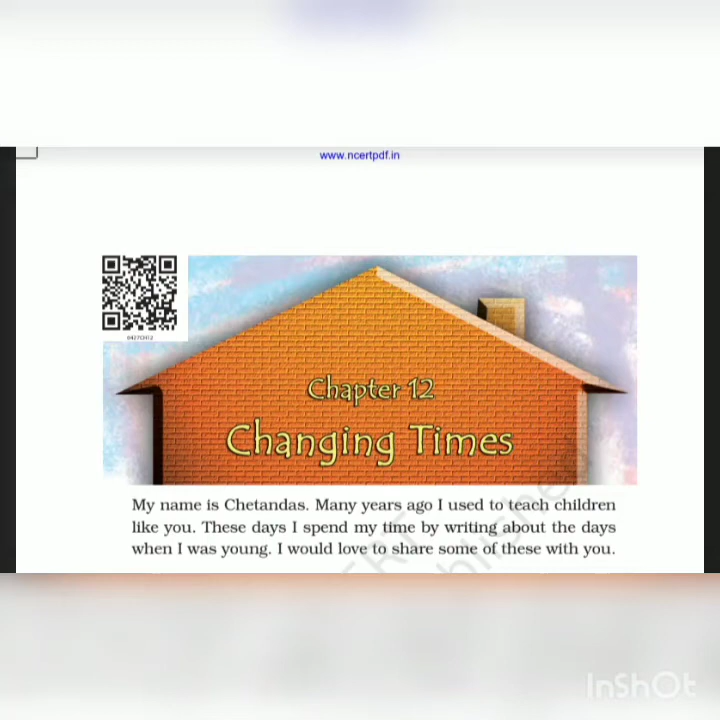 www.ncertpdf.in
0427CH12
Chapter 12
Changing Times
My name is Chetandas. Many years ago I used to teach children
like you. These days I spend my time by writing about the days
when I was young. I would love to share some of these with you.
InShOt